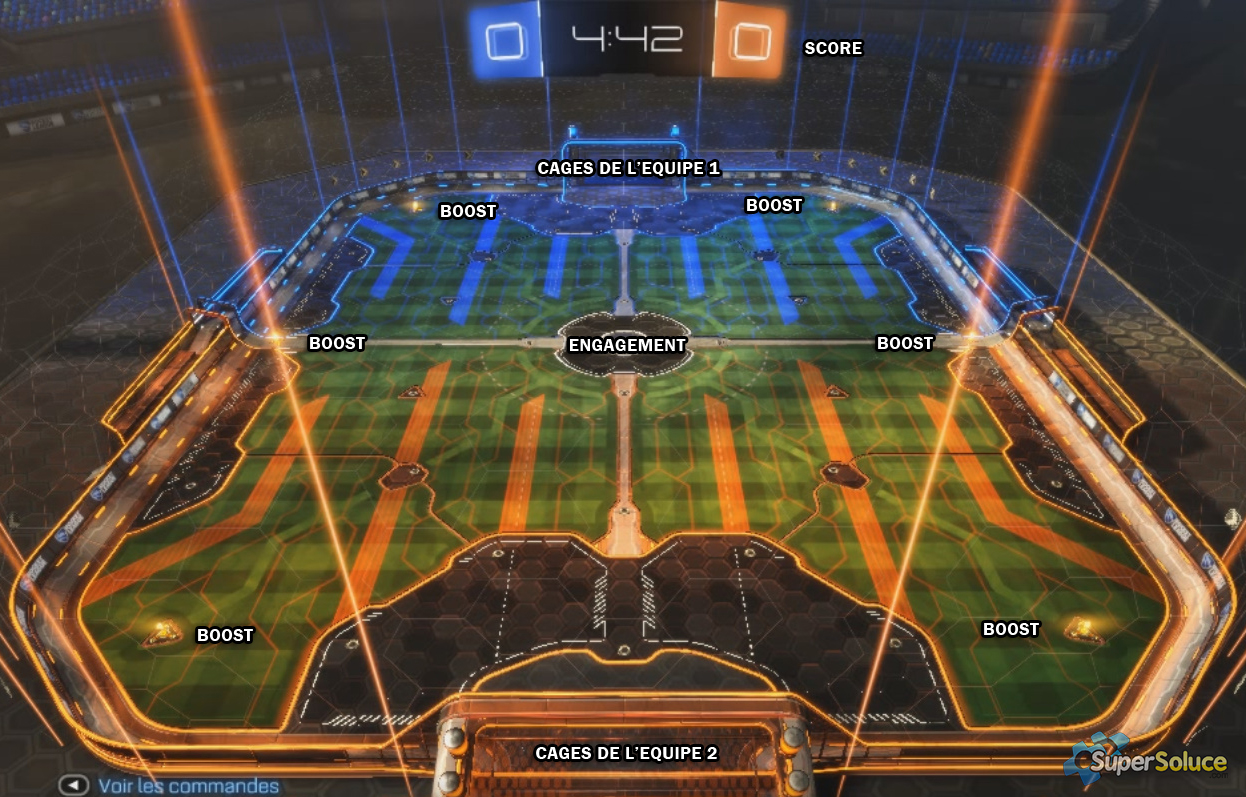 0
4:42
0
SCORE
CAGES DE L'EQUIPE 1
BOOST
BOOST
BOOST
ENGAGEMENT
BOOST
BOOST
BOOST
CAGES DE L'EQUIPE 2
Voir les commandes
SuperSoluce